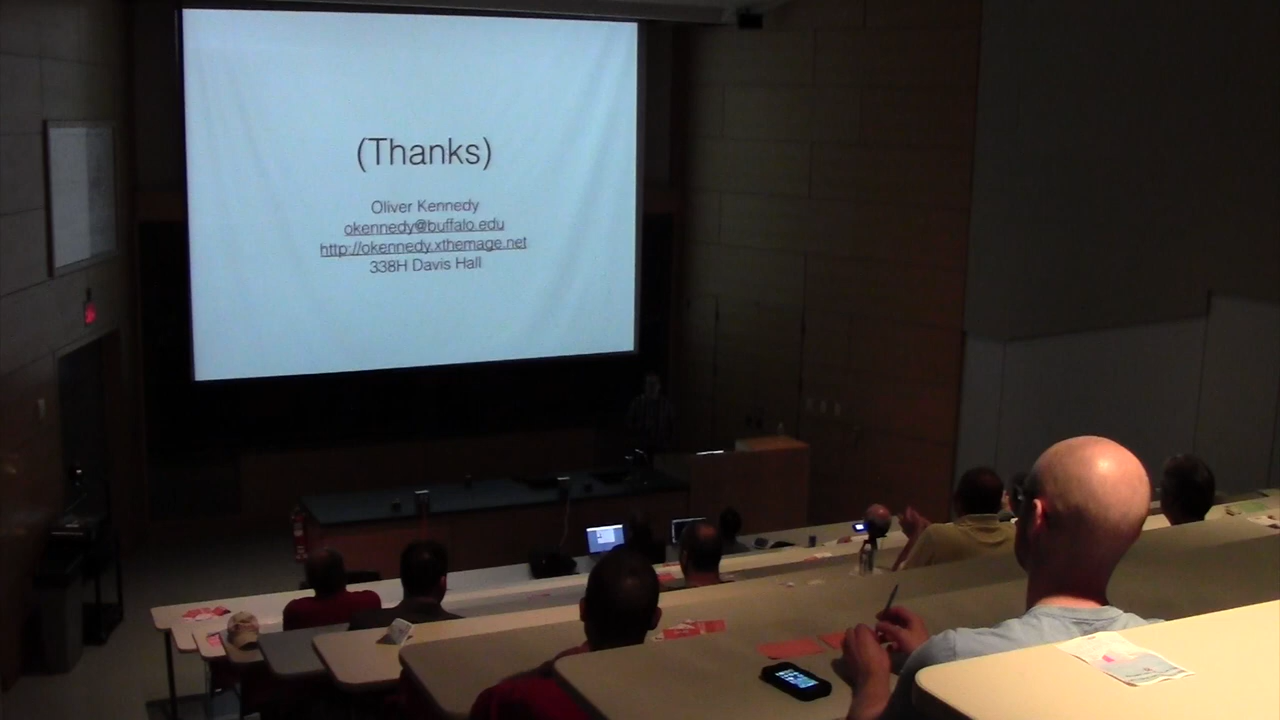 (Thanks)
Oliver Kennedy
okennedy@buffalo.edu
http://okennedy.xthemage.net
338H Davis Hall